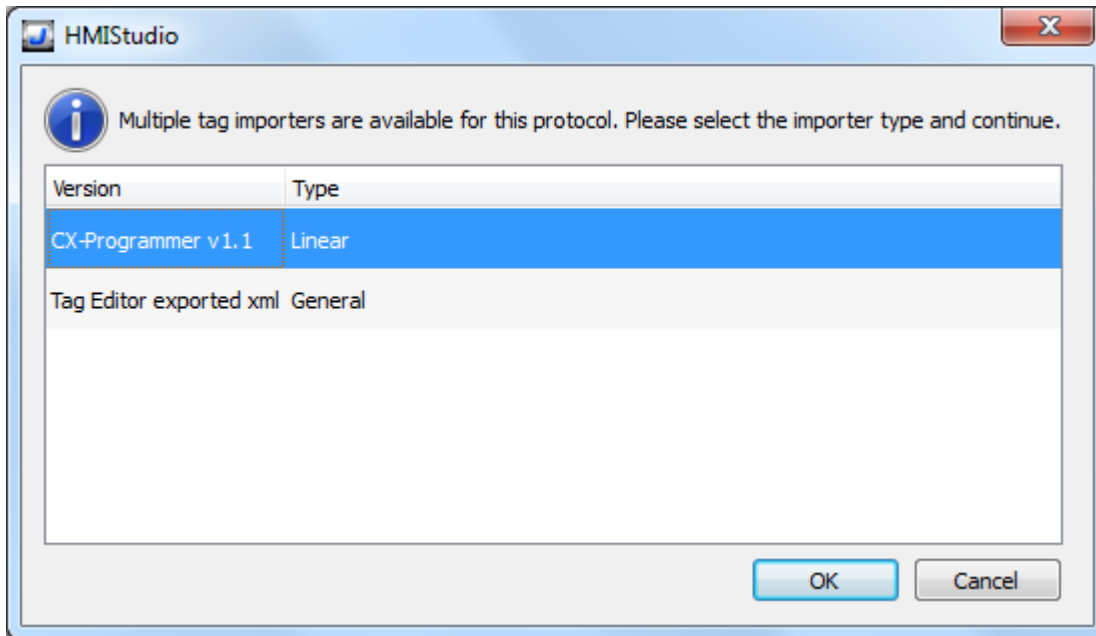 HMIStudio
Multiple tag importers are available for this protocol. Please select the importer type and continue.
Version Type
CX-Programmer v1.1 Linear
Tag Editor exported xml General
OK Cancel